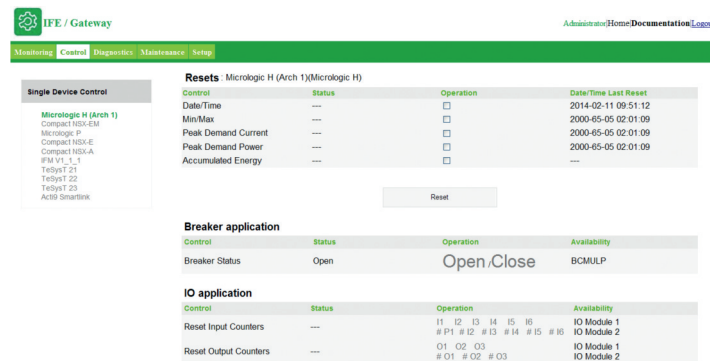 IFE / Gateway
Administrator|Home|Documentation|Logout
Monitoring Control Diagnostics Maintenance Setup
Single Device Control
Micrologic H (Arch 1)
Compact NSX-EM
Micrologic P
Compact NSX-E
Compact NSX-A
IFM V1_1_1
TeSysT 21
TeSysT 22
TeSysT 23
Acti9 Smartlink
Resets : Micrologic H (Arch 1)(Micrologic H)
Control Status Operation Date/Time Last Reset
Date/Time --- 2014-02-11 09:51:12
Min/Max --- 2000-65-05 02:01:09
Peak Demand Current --- 2000-65-05 02:01:09
Peak Demand Power --- 2000-65-05 02:01:09
Accumulated Energy --- ---
Reset
Breaker application
Control Status Operation Availability
Breaker Status Open Open /Close BCMULP
IO application
Control Status Operation Availability
Reset Input Counters --- I1 I2 I3 I4 I5 I6 IO Module 1
# P1 # I2 # I3 # I4 # I5 # I6 IO Module 2
Reset Output Counters --- O1 O2 O3 IO Module 1
# O1 # O2 # O3 IO Module 2